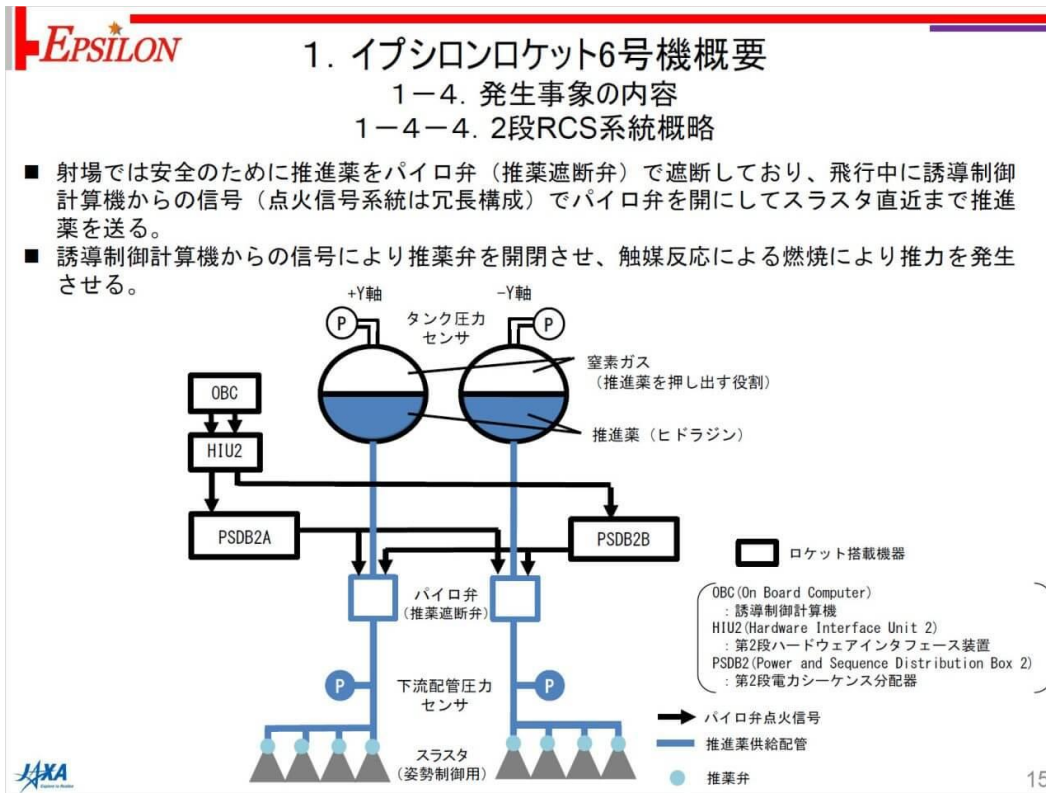 EPSILON
1. イプシロンロケット6号機概要
1－4. 発生事象の内容
1－4－4. 2段RCS系統概略
■ 射場では安全のために推進薬をパイロ弁（推薬遮断弁）で遮断しており、飛行中に誘導制御
計算機からの信号（点火信号系統は冗長構成）でパイロ弁を開にしてスラスタ直近まで推進
薬を送る。
■ 誘導制御計算機からの信号により推薬弁を開閉させ、触媒反応による燃焼により推力を発生
させる。
+Y軸
-Y軸
P
タンク圧力
センサ
P
窒素ガス
（推進薬を押し出す役割）
OBC
推進薬（ヒドラジン）
HIU2
PSDB2A
PSDB2B
ロケット搭載機器
パイロ弁
（推薬遮断弁）
OBC(On Board Computer)
：誘導制御計算機
HIU2(Hardware Interface Unit 2)
：第2段ハードウェアインタフェース装置
PSDB2(Power and Sequence Distribution Box 2)
：第2段電力シーケンス分配器
P
下流配管圧力
センサ
P
パイロ弁点火信号
推進薬供給配管
推薬弁
スラスタ
（姿勢制御用）
JAXA
15